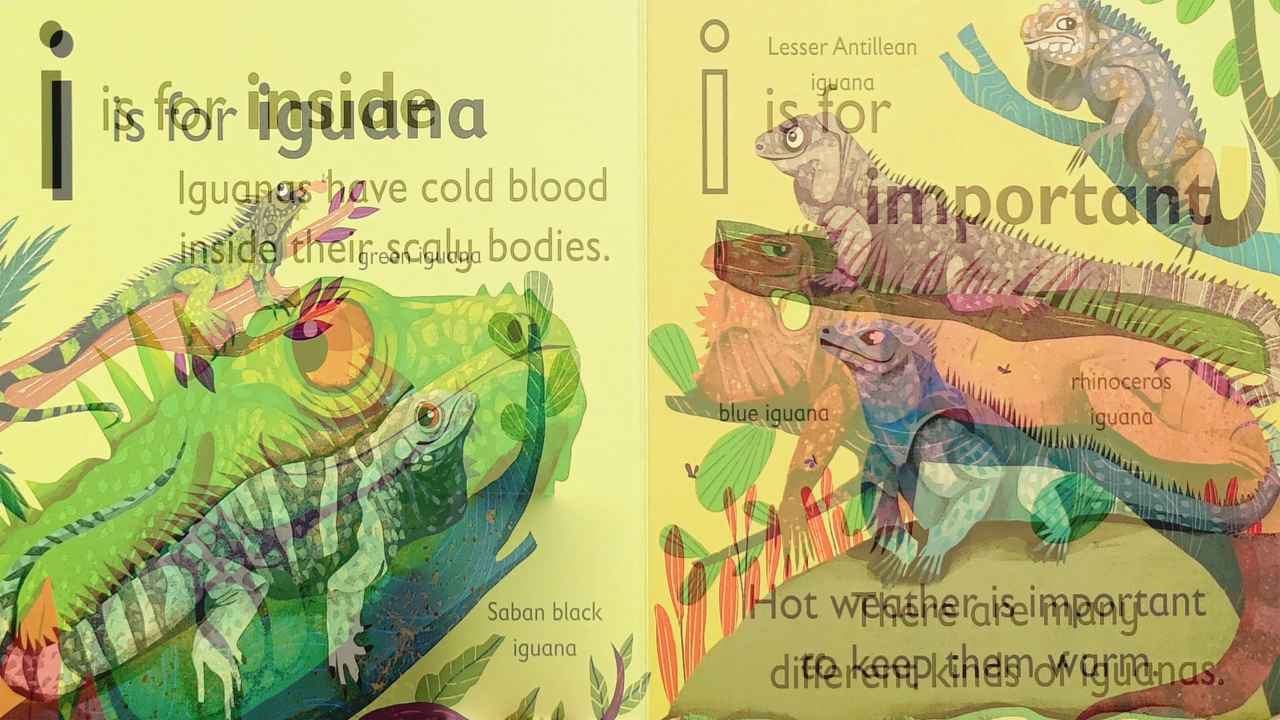 i
is for inside
is for iguana
Iguanas have cold blood
inside their scaly bodies.
green iguana
Saban black
iguana
i
Lesser Antillean
iguana
is for
important
rhinoceros
iguana
blue iguana
Hot weather is important
to keep them warm.
There are many
different kinds of iguanas.